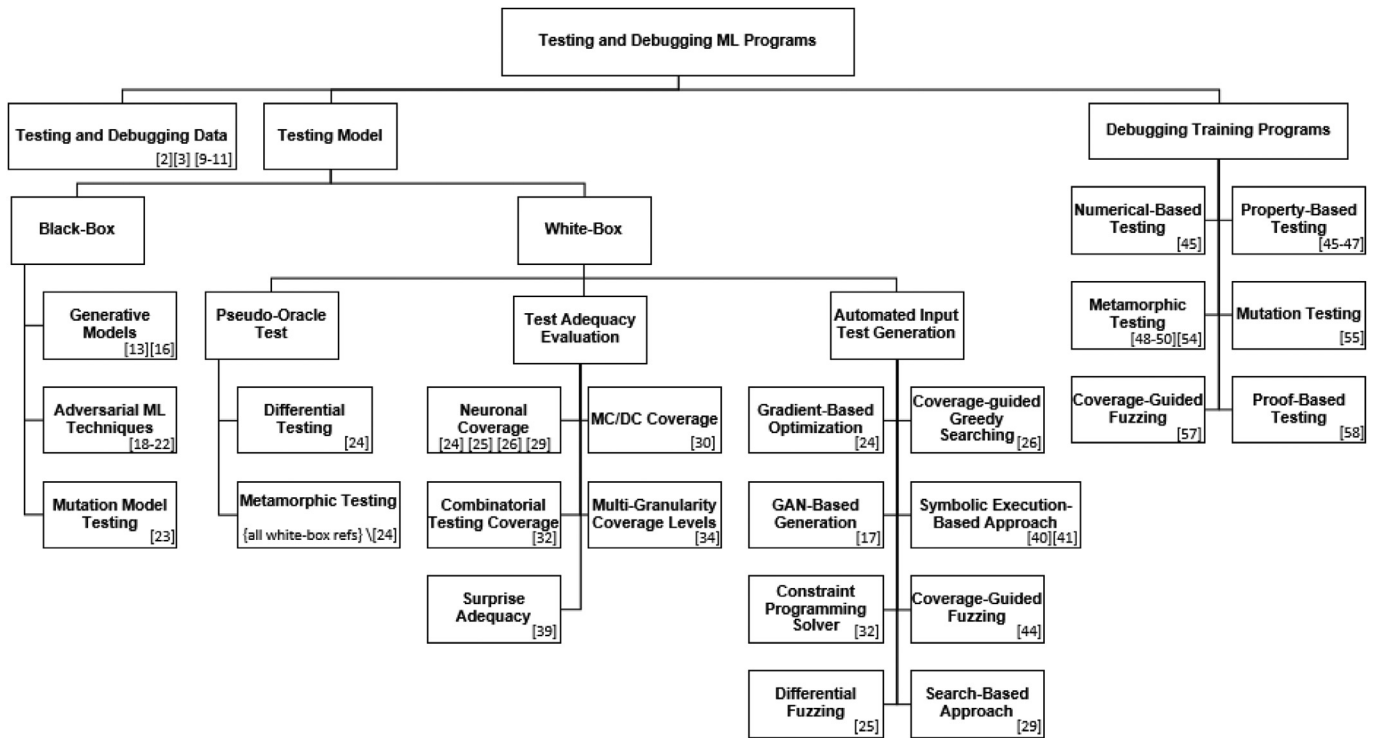 Testing and Debugging ML Programs
Testing and Debugging Data
[2][3] [9-11]
Testing Model
Debugging Training Programs
Black-Box
White-Box
Numerical-Based
Testing
[45]
Property-Based
Testing
[45-47]
Generative
Models
[13][16]
Pseudo-Oracle
Test
Test Adequacy
Evaluation
Automated Input
Test Generation
Metamorphic
Testing
[48-50][54]
Mutation Testing
[55]
Adversarial ML
Techniques
[18-22]
Differential
Testing
[24]
Neuronal
Coverage
[24] [25] [26] [29]
MC/DC Coverage
[30]
Gradient-Based
Optimization
[24]
Coverage-guided
Greedy
Searching
[26]
Coverage-Guided
Fuzzing
[57]
Proof-Based
Testing
[58]
Mutation Model
Testing
[23]
Metamorphic Testing
{all white-box refs} \[24]
Combinatorial
Testing Coverage
[32]
Multi-Granularity
Coverage Levels
[34]
GAN-Based
Generation
[17]
Symbolic Execution-
Based Approach
[40][41]
Surprise
Adequacy
[39]
Constraint
Programming
Solver
[32]
Coverage-Guided
Fuzzing
[44]
Differential
Fuzzing
[25]
Search-Based
Approach
[29]